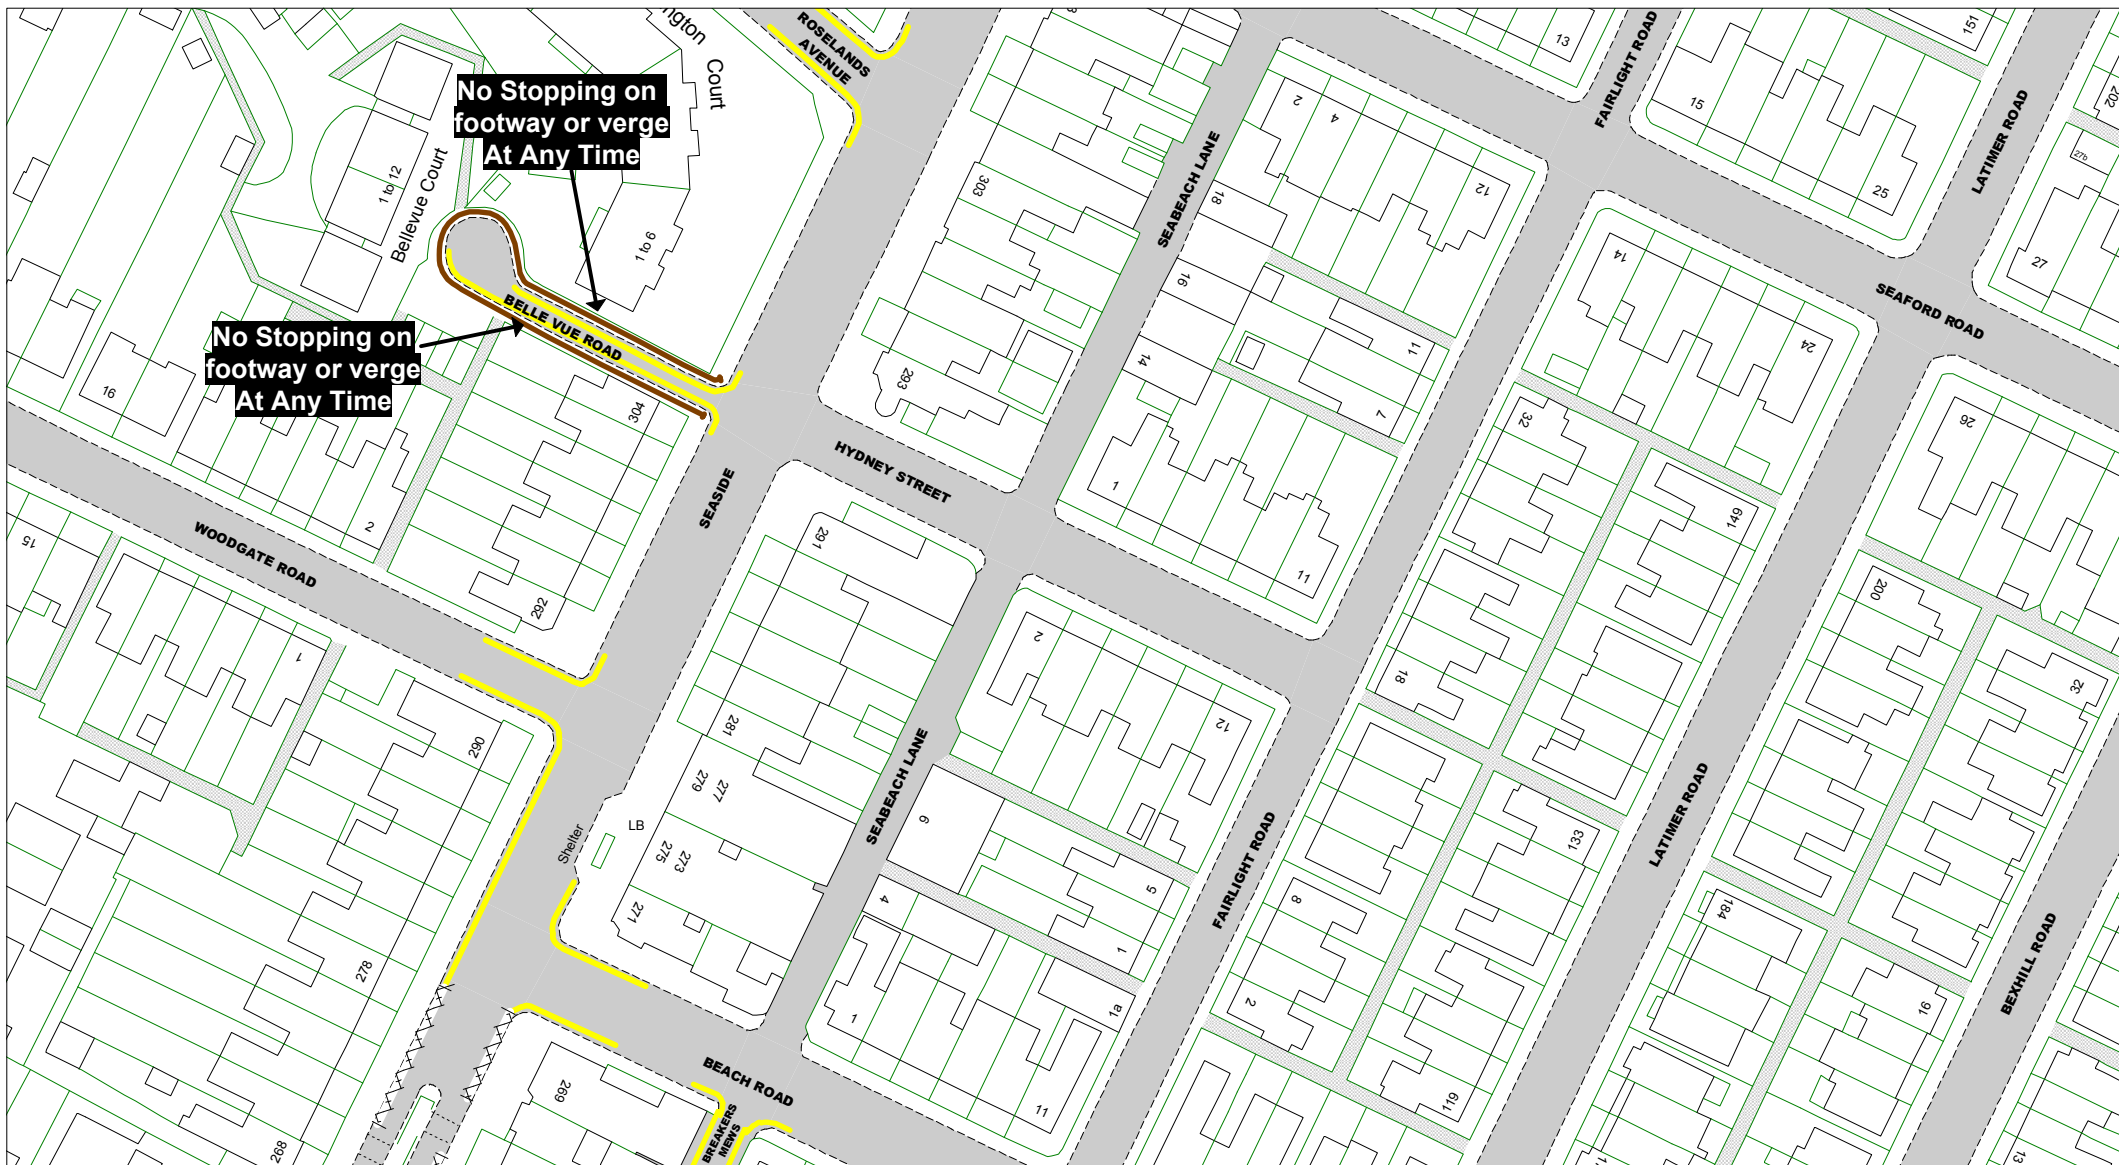 ROSELANDS
AVENUE
ngton
Court
No Stopping on
footway or verge
At Any Time
Bellevue Court
1 to 12
1 to 6
BELLE VUE ROAD
No Stopping on
footway or verge
At Any Time
16
2
304
292
303
293
SEABEACH LANE
18
16
14
2
4
12
11
7
1
11
13
FAIRLIGHT ROAD
15
25
151
LATIMER ROAD
202
27b
27
SEAFORD ROAD
14
24
26
32
149
18
200
32
HYDNEY STREET
SEASIDE
WOODGATE ROAD
15
1
290
278
268
291
281
279
277
275
273
271
LB
Shelter
SEABEACH LANE
2
12
6
5
4
1
1a
1
11
FAIRLIGHT ROAD
8
2
133
119
LATIMER ROAD
184
16
BEXHILL ROAD
BEACH ROAD
BREAKERS
MEWS
269